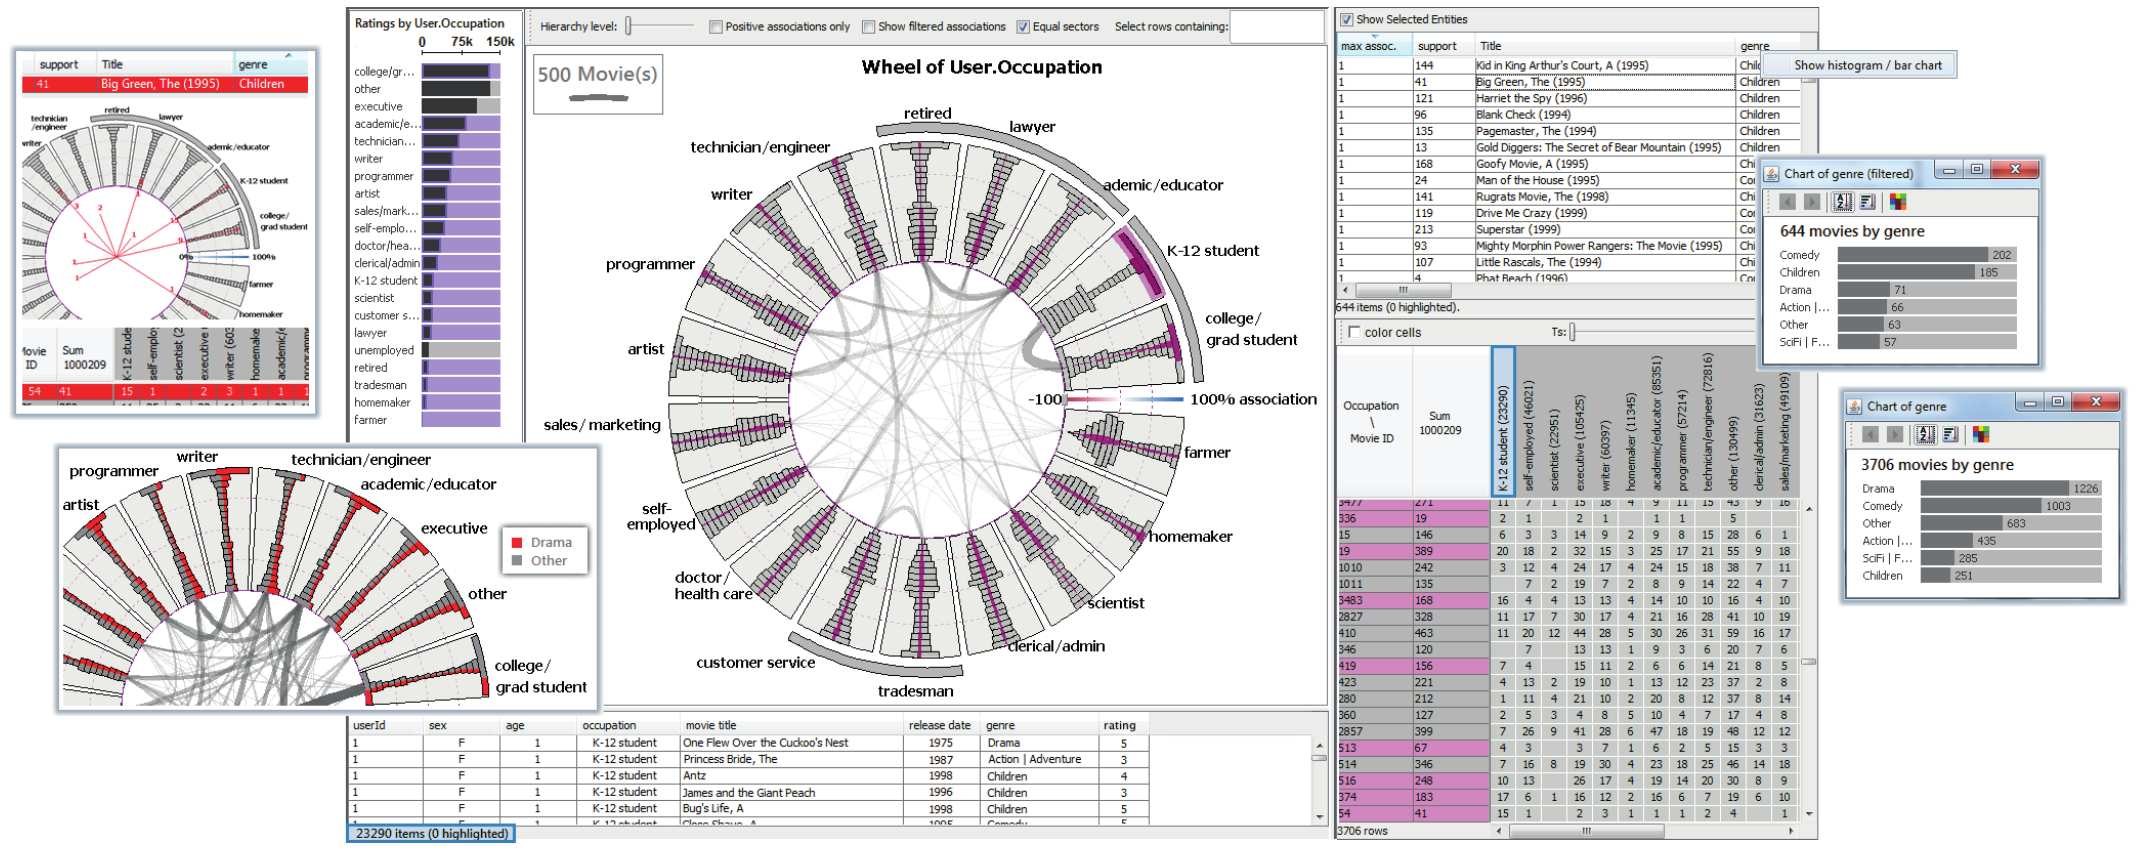 support Title genre
41 Big Green, The (1995) Children
retired
lawyer
technician
/engineer
writer
ademic/educator
K-12 student
college/
grad student
3 2 1 15 9 1 1 1 1
0% 100%
farmer
homemaker
Movie ID Sum 1000209 K-12 stude self-employ scientist (2 executive writer (603 homemake academic/e programme
54 41 15 1 2 3 1 1 1
programmer
writer
technician/engineer
artist
academic/educator
executive
Drama
Other
other
college/
grad student
Ratings by User.Occupation
0 75k 150k
college/gr...
other
executive
academic/e...
technician...
writer
programmer
artist
sales/mark...
self-emplo...
doctor/hea...
clerical/admin
K-12 student
scientist
customer s...
lawyer
unemployed
retired
tradesman
homemaker
farmer
Hierarchy level: Positive associations only Show filtered associations Equal sectors Select rows containing:
500 Movie(s)
Wheel of User.Occupation
retired
lawyer
technician/engineer
ademic/educator
writer
K-12 student
programmer
college/
grad student
artist
-100 100% association
sales/marketing
farmer
self-
employed
homemaker
doctor/
health care
scientist
clerical/admin
customer service
tradesman
userId sex age occupation movie title release date genre rating
1 F 1 K-12 student One Flew Over the Cuckoo's Nest 1975 Drama 5
1 F 1 K-12 student Princess Bride, The 1987 Action | Adventure 3
1 F 1 K-12 student Antz 1998 Children 4
1 F 1 K-12 student James and the Giant Peach 1996 Children 3
1 F 1 K-12 student Bug's Life, A 1998 Children 5
1 F 1 K-12 student Close Shave, A 1995 Comedy 5
23290 items (0 highlighted)
Show Selected Entities
max assoc. support Title genre
Show histogram / bar chart
1 144 Kid in King Arthur's Court, A (1995) Chil
1 41 Big Green, The (1995) Children
1 121 Harriet the Spy (1996) Children
1 96 Blank Check (1994) Children
1 135 Pagemaster, The (1994) Children
1 13 Gold Diggers: The Secret of Bear Mountain (1995) Children
1 168 Goofy Movie, A (1995) Chi
1 24 Man of the House (1995) Co
1 141 Rugrats Movie, The (1998) Chi
1 119 Drive Me Crazy (1999) Co
1 213 Superstar (1999) Co
1 93 Mighty Morphin Power Rangers: The Movie (1995) Chi
1 107 Little Rascals, The (1994) Chi
1 4 Phat Beach (1996) Co
644 items (0 highlighted).
color cells Ts:
Occupation \ Movie ID Sum 1000209 K-12 student (23290) self-employed (46021) scientist (22951) executive (105425) writer (60397) homemaker (11345) academic/educator (85351) programmer (57214) technician/engineer (72816) other (130499) clerical/admin (31623) sales/marketing (49109)
3477 271 11 7 1 15 18 4 9 11 15 43 9 16
336 19 2 1 2 1 1 1 5
15 146 6 3 3 14 9 2 9 8 15 28 6 1
19 389 20 18 2 32 15 3 25 17 21 55 9 18
1010 242 3 12 4 24 17 4 24 15 18 38 7 11
1011 135 7 2 19 7 2 8 9 14 22 4 7
3483 168 16 4 4 13 13 4 14 10 10 16 4 10
2827 328 11 17 7 30 17 4 21 16 28 41 10 19
410 463 11 20 12 44 28 5 30 26 31 59 16 17
346 120 7 13 13 1 9 3 6 20 7 6
419 156 7 4 15 11 2 6 6 14 21 8 5
423 221 4 13 2 19 10 1 13 12 23 37 2 8
280 212 1 11 4 21 10 2 20 8 12 37 8 14
360 127 2 5 3 4 8 5 10 4 7 17 4 8
2857 399 7 26 9 41 28 6 47 18 19 48 12 12
513 67 4 3 3 7 1 6 2 5 15 3 3
514 346 7 16 8 19 30 4 23 18 25 46 14 18
516 248 10 13 26 17 4 19 14 20 30 8 9
374 183 17 6 1 16 12 2 16 6 7 19 6 10
54 41 15 1 2 3 1 1 1 2 4 1
3706 rows
Chart of genre (filtered)
644 movies by genre
Comedy 202
Children 185
Drama 71
Action |... 66
Other 63
SciFi | F... 57
Chart of genre
3706 movies by genre
Drama 1226
Comedy 1003
Other 683
Action |... 435
SciFi | F... 285
Children 251